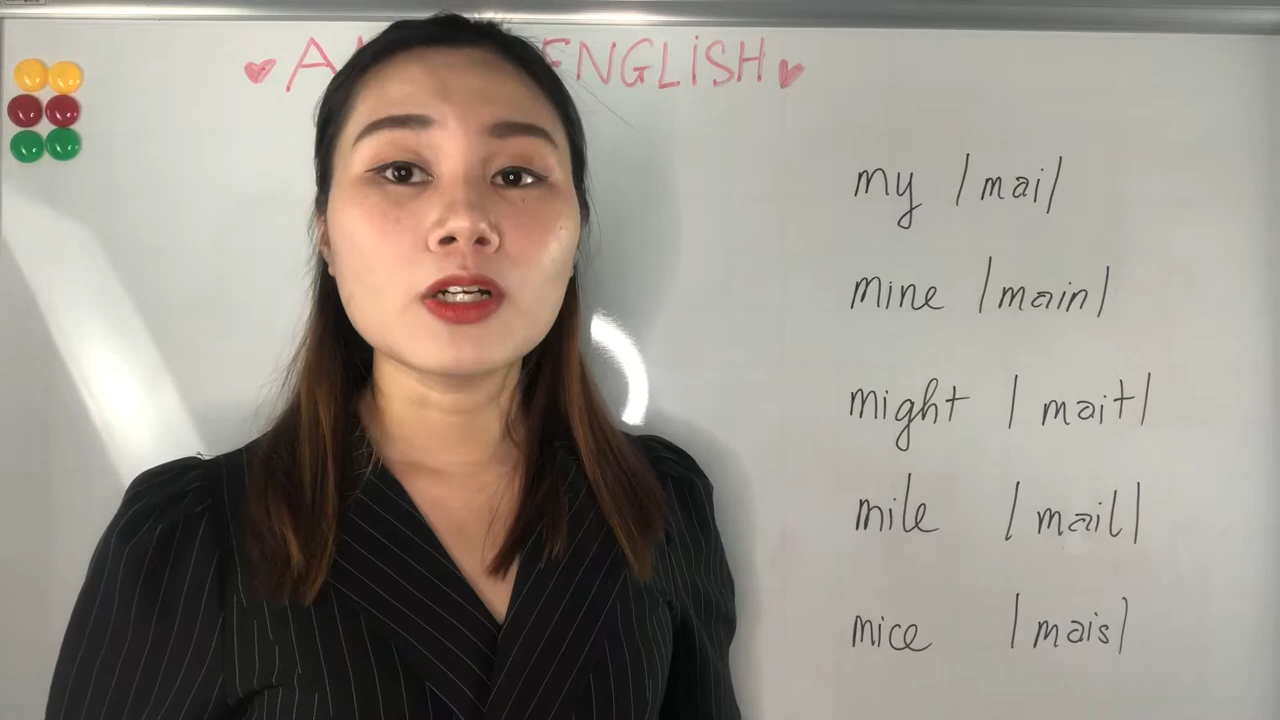 ENGLISH
my /mai/
mine /main/
might /mait/
mile /mail/
mice /mais/